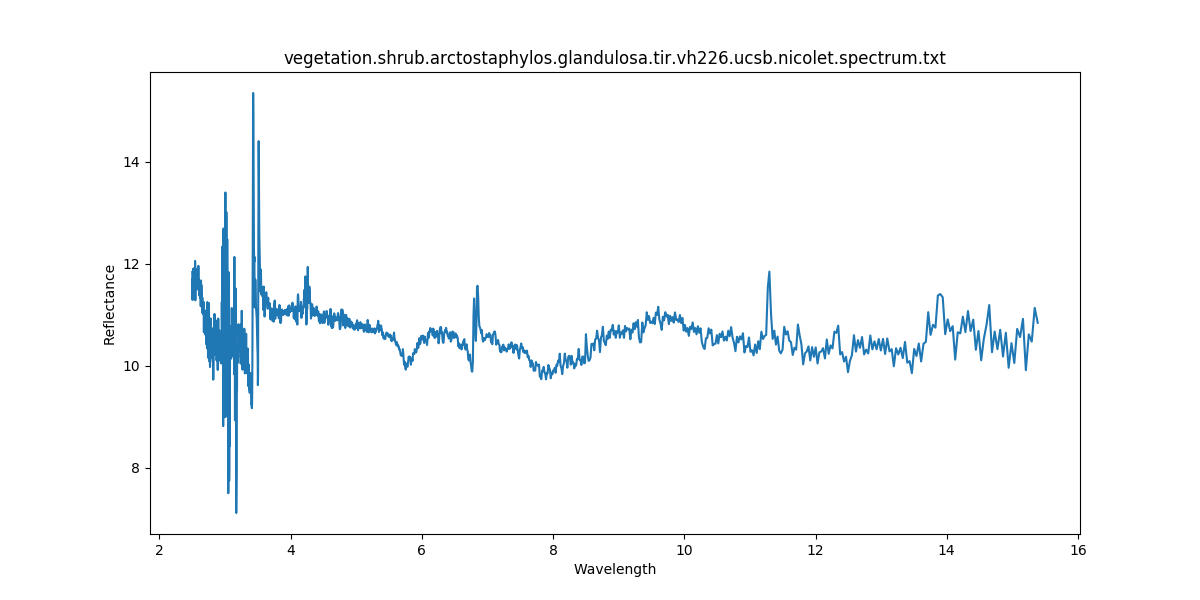 vegetation.shrub.arctostaphylos.glandulosa.tir.vh226.ucsb.nicolet.spectrum.txt
Reflectance
14
12
10
8
2 4 6 8 10 12 14 16
Wavelength